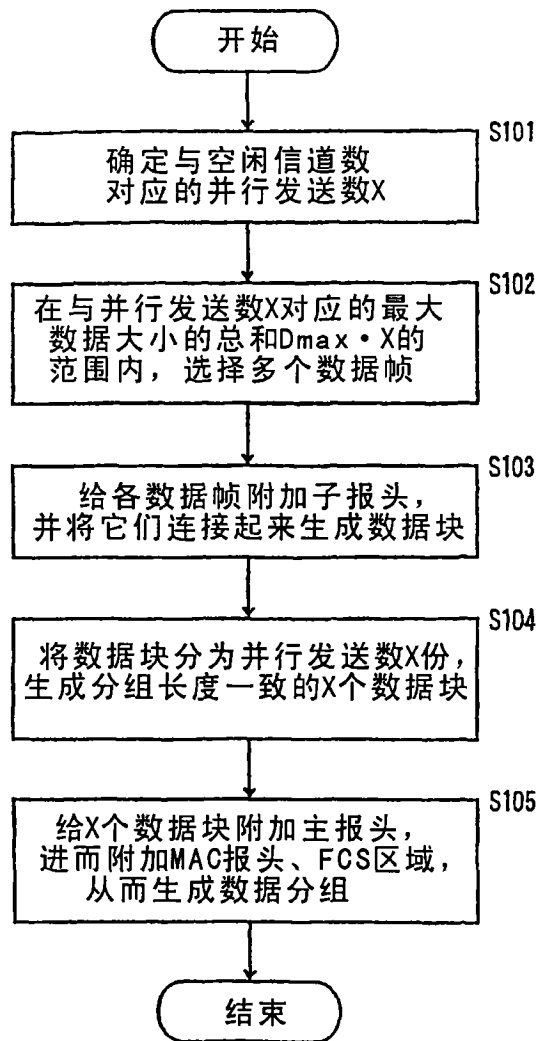 开始
S101
确定与空闲信道数
对应的并行发送数X
S102
在与并行发送数X对应的最大
数据大小的总和Dmax·X的
范围内，选择多个数据帧
S103
给各数据帧附加子报头，
并将它们连接起来生成数据块
S104
将数据块分为并行发送数X份，
生成分组长度一致的X个数据块
S105
给X个数据块附加主报头，
进而附加MAC报头、FCS区域，
从而生成数据分组
结束